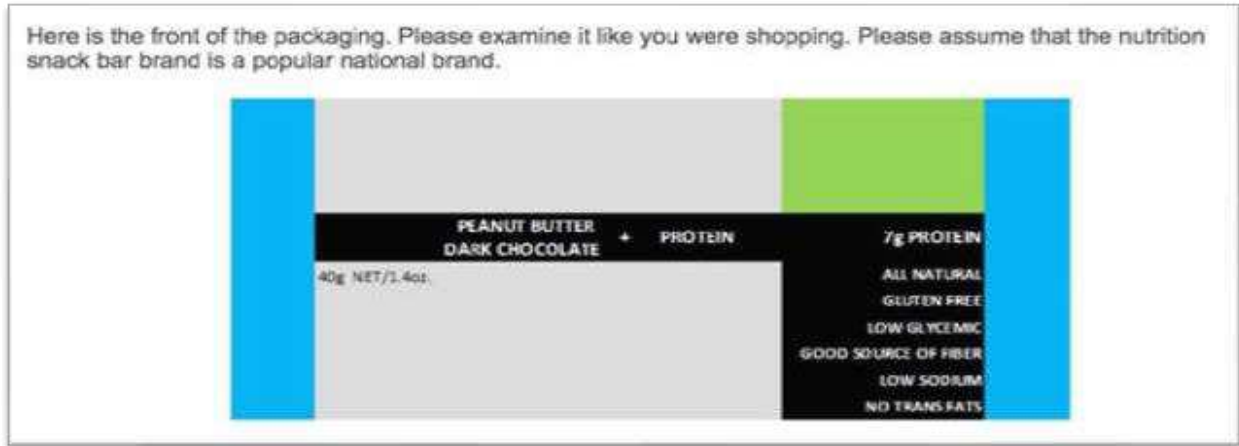 Here is the front of the packaging. Please examine it like you were shopping. Please assume that the nutrition
snack bar brand is a popular national brand.
PEANUT BUTTER
DARK CHOCOLATE + PROTEIN
7g PROTEIN
40g NET/1.4oz.
ALL NATURAL
GLUTEN FREE
LOW GLYCEMIC
GOOD SOURCE OF FIBER
LOW SODIUM
NO TRANS FATS